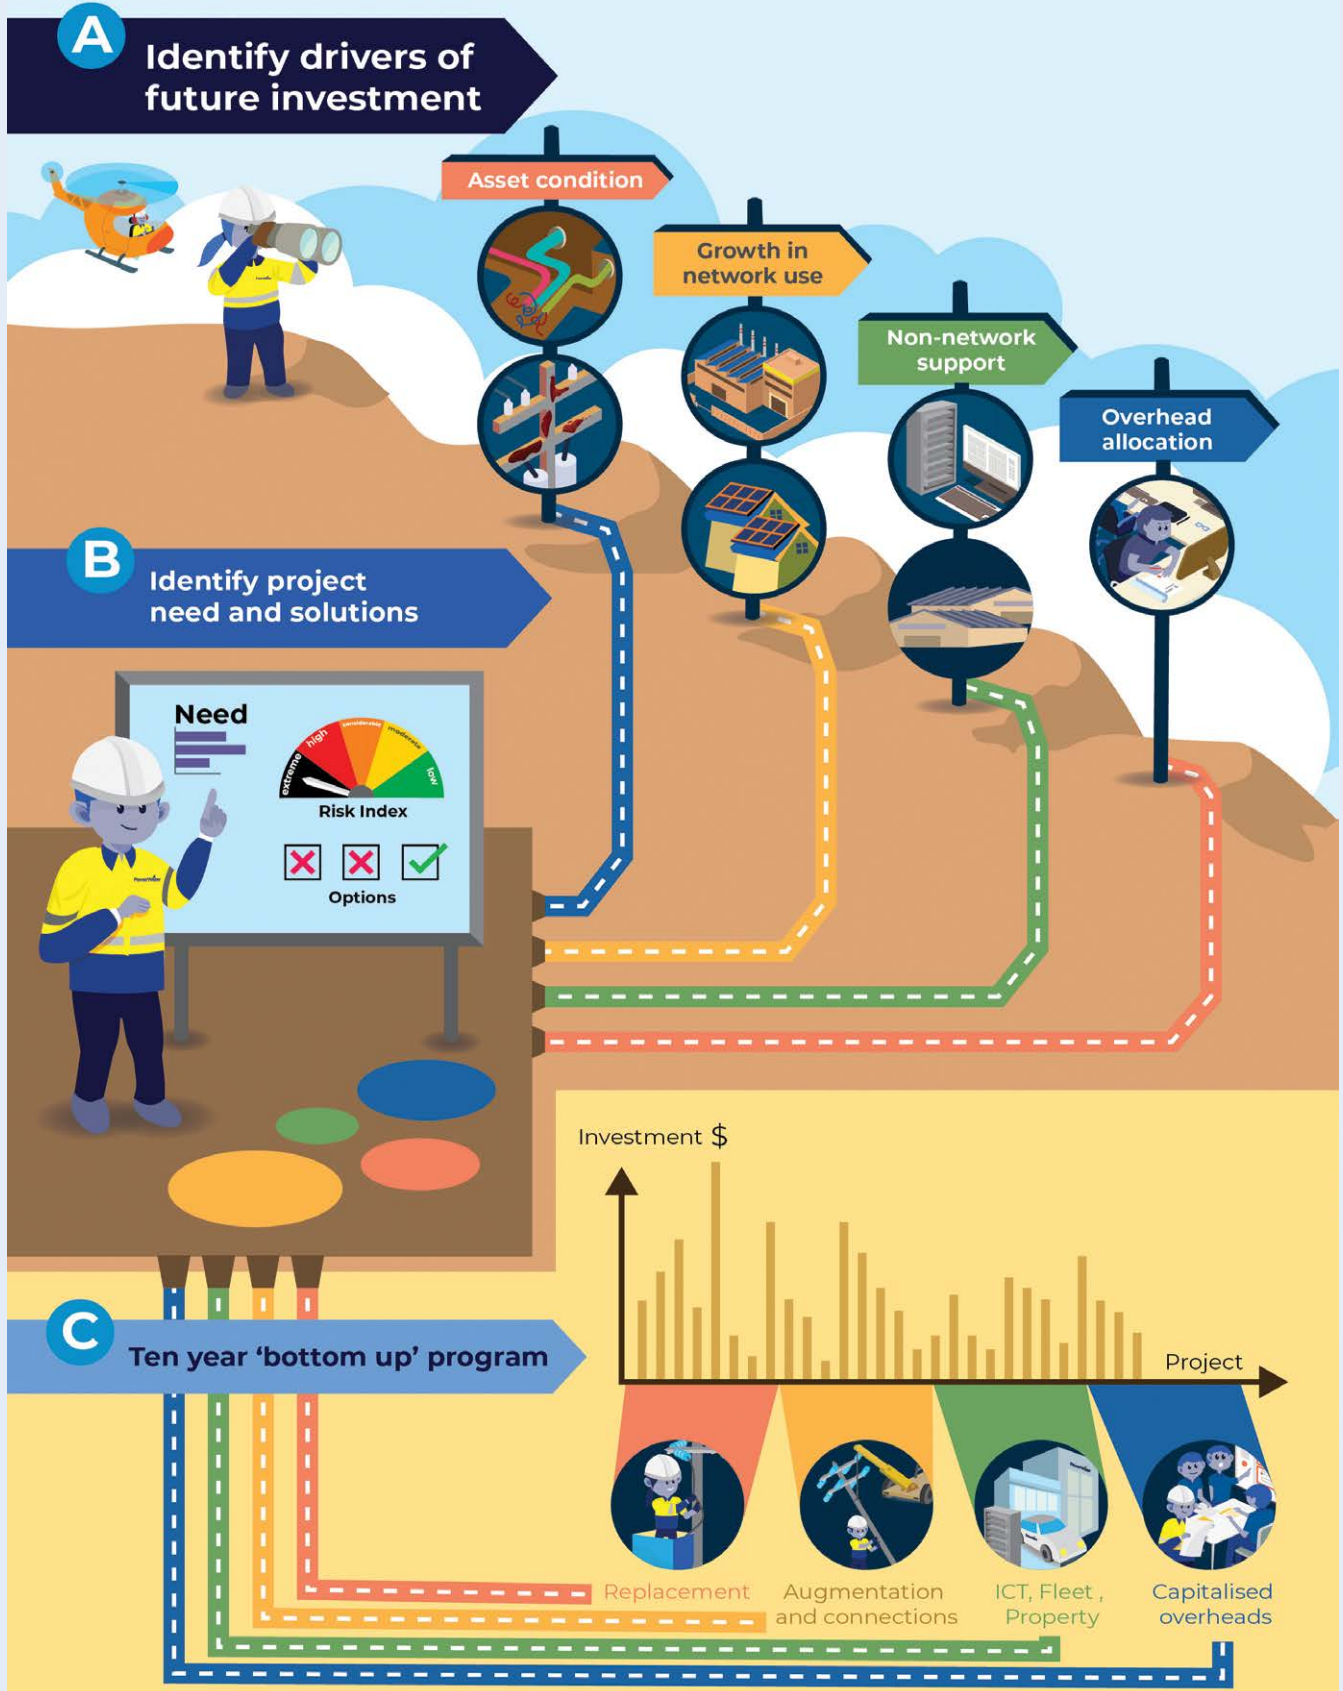 A
Identify drivers of
future investment
Asset condition
Growth in
network use
Non-network
support
Overhead
allocation
B
Identify project
need and solutions
Need
extreme
high
considerable
moderate
low
Risk Index
Options
PowerWater
Investment $
Project
C
Ten year ‘bottom up’ program
Replacement
Augmentation
and connections
ICT, Fleet ,
Property
Capitalised
overheads